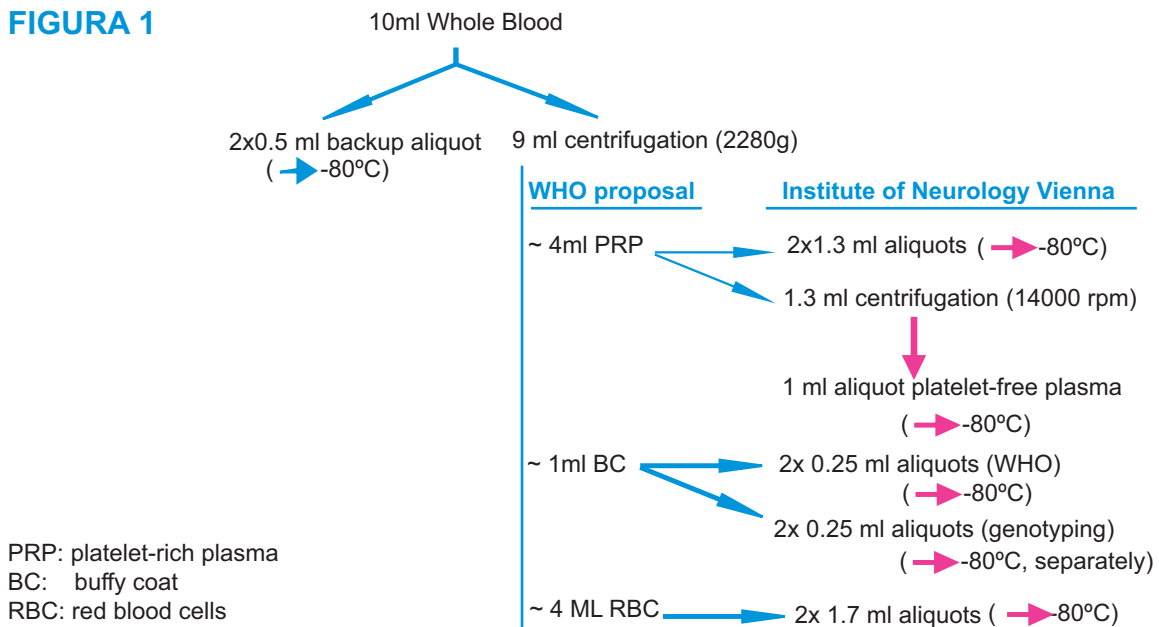 FIGURA 1
10ml Whole Blood
2x0.5 ml backup aliquot
( -80ºC)
9 ml centrifugation (2280g)
WHO proposal
Institute of Neurology Vienna
~ 4ml PRP
2x1.3 ml aliquots ( -80ºC)
1.3 ml centrifugation (14000 rpm)
1 ml aliquot platelet-free plasma
( -80ºC)
~ 1ml BC
2x 0.25 ml aliquots (WHO)
( -80ºC)
2x 0.25 ml aliquots (genotyping)
( -80ºC, separately)
~ 4 ML RBC
2x 1.7 ml aliquots ( -80ºC)
PRP: platelet-rich plasma
BC: buffy coat
RBC: red blood cells